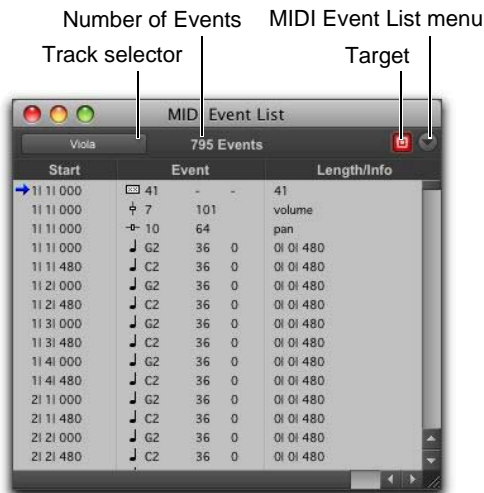 Number of Events MIDI Event List menu
Track selector Target
MIDI Event List
Viola 795 Events
Start Event Length/Info
1| 1| 000 41 - - 41
1| 1| 000 7 101 volume
1| 1| 000 10 64 pan
1| 1| 000 G2 36 0 0| 0| 480
1| 1| 480 C2 36 0 0| 0| 480
1| 2| 000 G2 36 0 0| 0| 480
1| 2| 480 C2 36 0 0| 0| 480
1| 3| 000 G2 36 0 0| 0| 480
1| 3| 480 C2 36 0 0| 0| 480
1| 4| 000 G2 36 0 0| 0| 480
1| 4| 480 C2 36 0 0| 0| 480
2| 1| 000 G2 36 0 0| 0| 480
2| 1| 480 C2 36 0 0| 0| 480
2| 2| 000 G2 36 0 0| 0| 480
2| 2| 480 C2 36 0 0| 0| 480